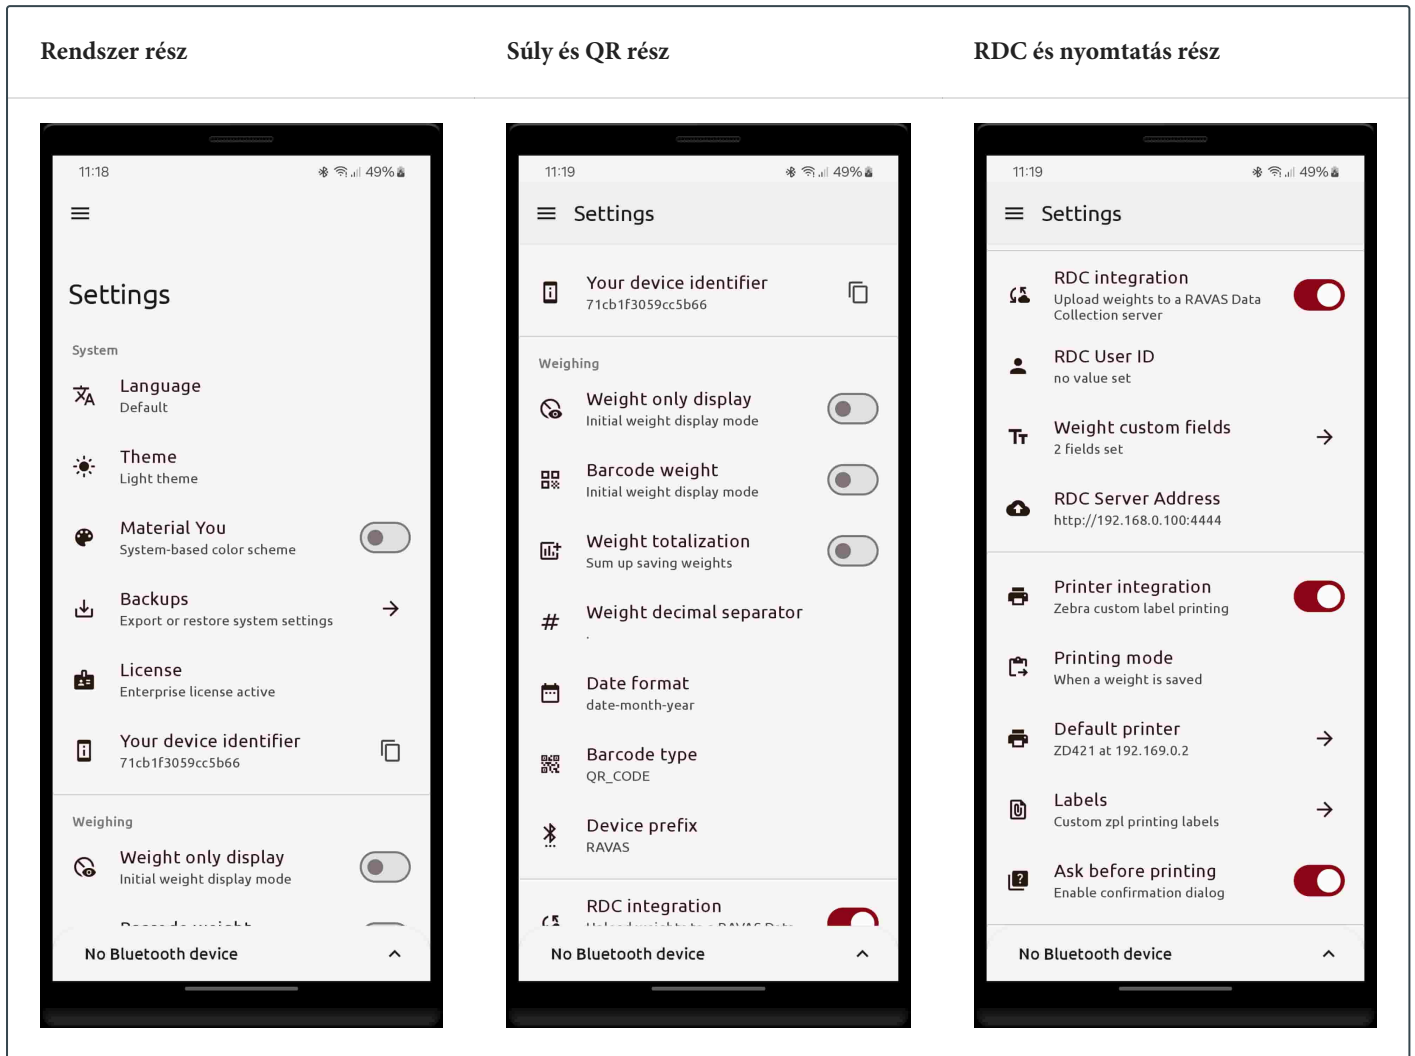 Rendszer rész
Súly és QR rész
RDC és nyomtatás rész
11:18
49%
Settings
System
Language
Default
Theme
Light theme
Material You
System-based color scheme
Backups
Export or restore system settings
License
Enterprise license active
Your device identifier
71cb1f3059cc5b66
Weighing
Weight only display
Initial weight display mode
No Bluetooth device
11:19
49%
Settings
Your device identifier
71cb1f3059cc5b66
Weighing
Weight only display
Initial weight display mode
Barcode weight
Initial weight display mode
Weight totalization
Sum up saving weights
Weight decimal separator
.
Date format
date-month-year
Barcode type
QR_CODE
Device prefix
RAVAS
RDC integration
No Bluetooth device
11:19
49%
Settings
RDC integration
Upload weights to a RAVAS Data
Collection server
RDC User ID
no value set
Weight custom fields
2 fields set
RDC Server Address
http://192.168.0.100:4444
Printer integration
Zebra custom label printing
Printing mode
When a weight is saved
Default printer
ZD421 at 192.169.0.2
Labels
Custom zpl printing labels
Ask before printing
Enable confirmation dialog
No Bluetooth device